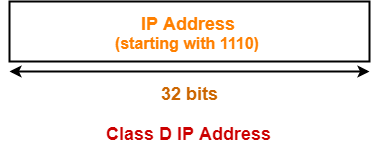 IP Address
(starting with 1110)
32 bits
Class D IP Address